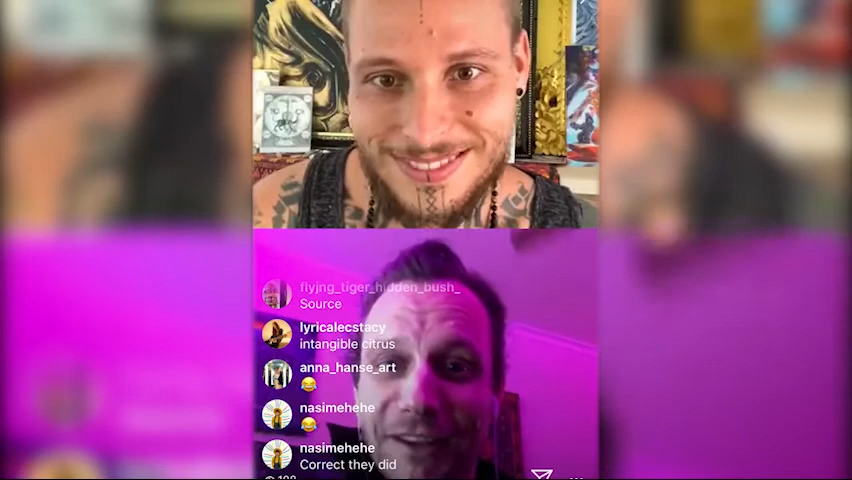 flyjng_tiger_hidden_bush_
Source
lyricalecstacy
intangible citrus
anna_hanse_art
😂
nasimehehe
😂
nasimehehe
Correct they did